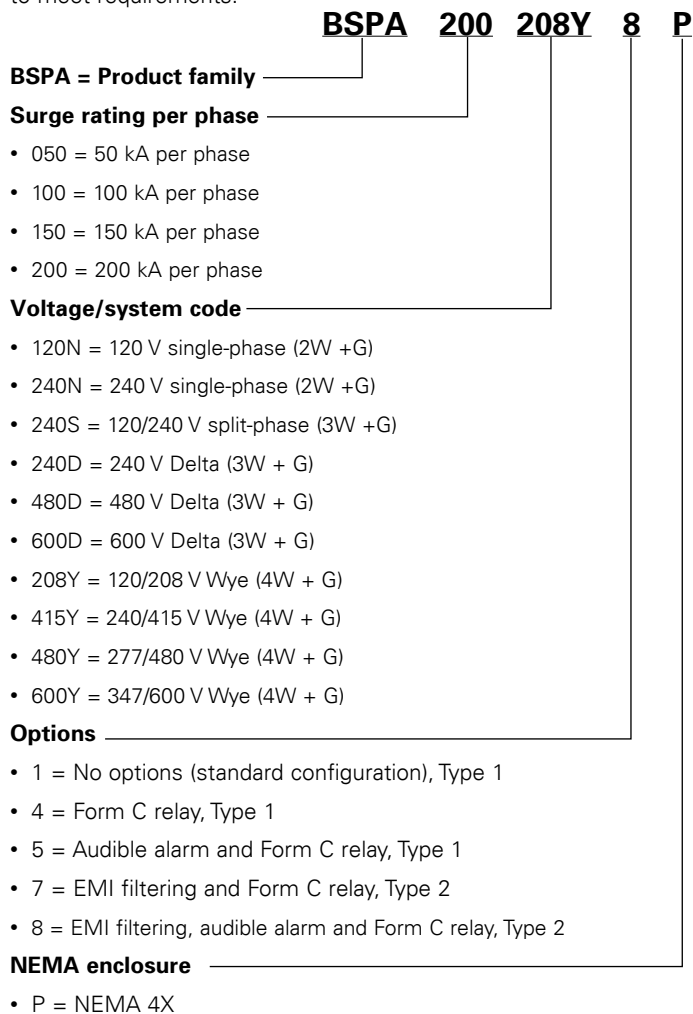 to meet requirements.
BSPA 200 208Y 8 P
BSPA = Product family
Surge rating per phase
• 050 = 50 kA per phase
• 100 = 100 kA per phase
• 150 = 150 kA per phase
• 200 = 200 kA per phase
Voltage/system code
• 120N = 120 V single-phase (2W +G)
• 240N = 240 V single-phase (2W +G)
• 240S = 120/240 V split-phase (3W +G)
• 240D = 240 V Delta (3W + G)
• 480D = 480 V Delta (3W + G)
• 600D = 600 V Delta (3W + G)
• 208Y = 120/208 V Wye (4W + G)
• 415Y = 240/415 V Wye (4W + G)
• 480Y = 277/480 V Wye (4W + G)
• 600Y = 347/600 V Wye (4W + G)
Options
• 1 = No options (standard configuration), Type 1
• 4 = Form C relay, Type 1
• 5 = Audible alarm and Form C relay, Type 1
• 7 = EMI filtering and Form C relay, Type 2
• 8 = EMI filtering, audible alarm and Form C relay, Type 2
NEMA enclosure
• P = NEMA 4X